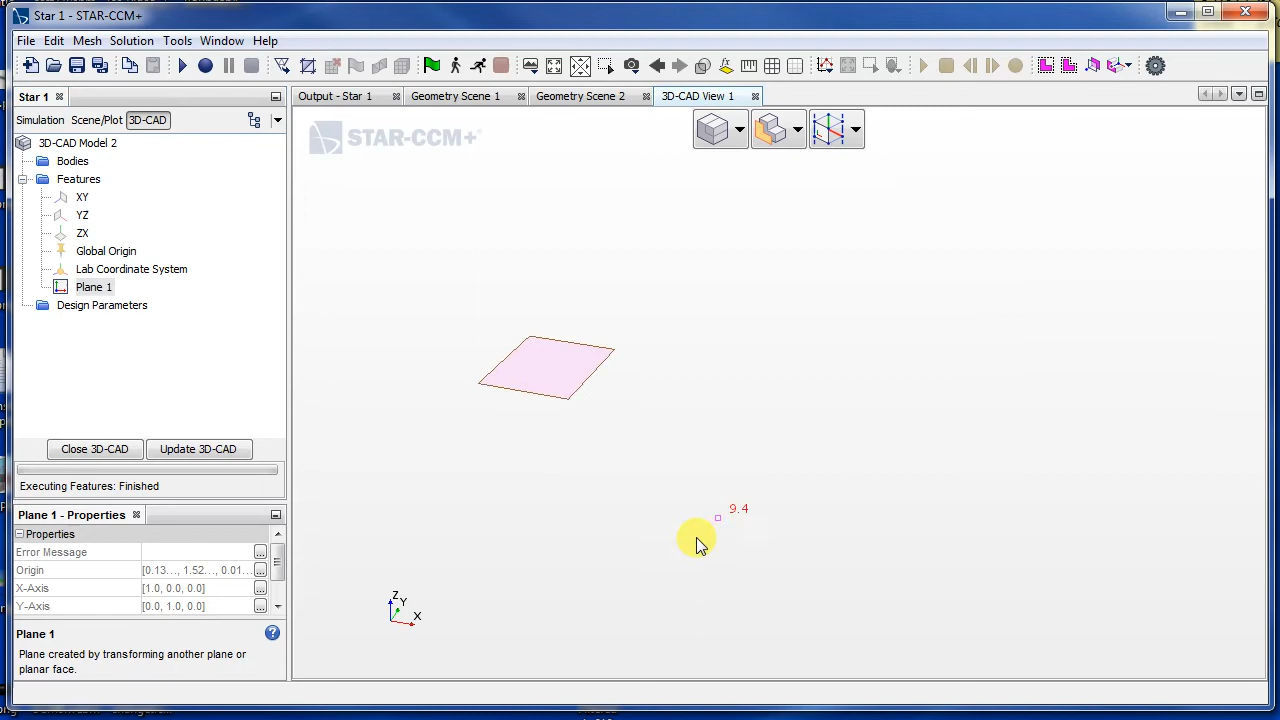 Star 1 - STAR-CCM+
File Edit Mesh Solution Tools Window Help
Star 1
Output - Star 1 Geometry Scene 1 Geometry Scene 2 3D-CAD View 1
Simulation Scene/Plot 3D-CAD
STAR-CCM+
3D-CAD Model 2
Bodies
Features
XY
YZ
ZX
Global Origin
Lab Coordinate System
Plane 1
Design Parameters
Close 3D-CAD Update 3D-CAD
Executing Features: Finished
9.4
Plane 1 - Properties
Properties
Error Message
Origin [0.13..., 1.52..., 0.01...
X-Axis [1.0, 0.0, 0.0]
Y-Axis [0.0, 1.0, 0.0]
Z
Y
X
Plane 1
Plane created by transforming another plane or
planar face.